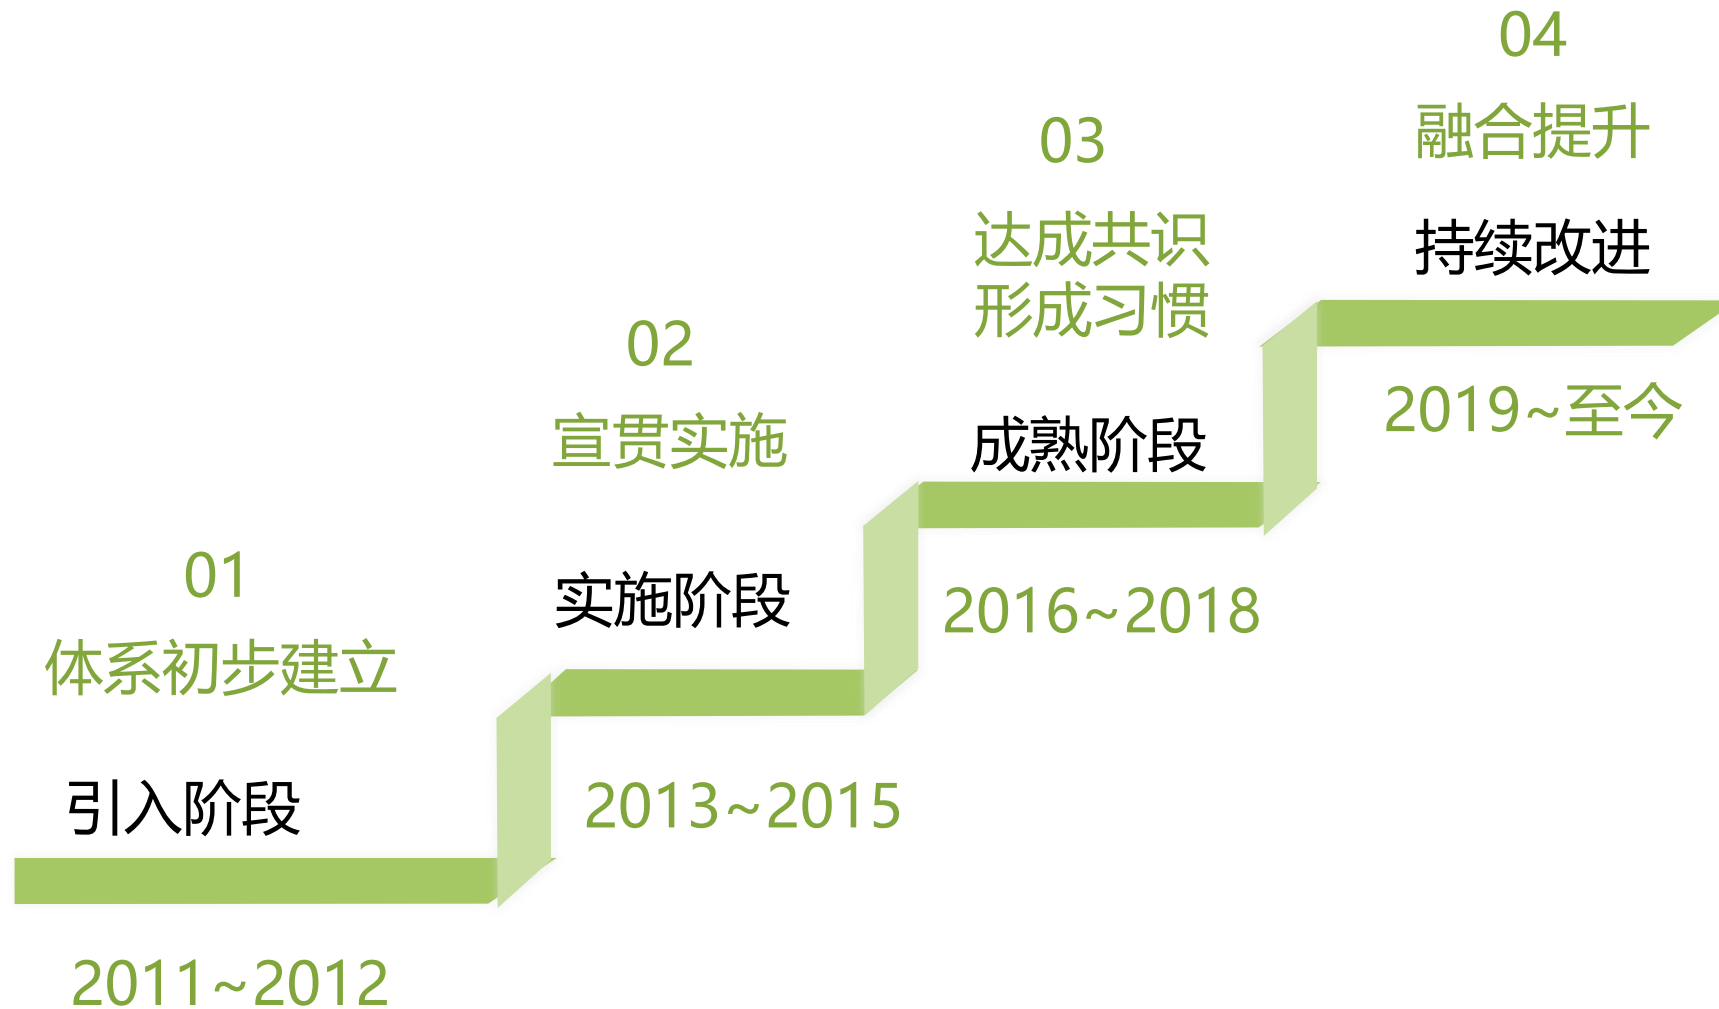 01
体系初步建立
引入阶段
2011~2012
02
宣贯实施
实施阶段
2013~2015
03
达成共识
形成习惯
成熟阶段
2016~2018
04
融合提升
持续改进
2019~至今